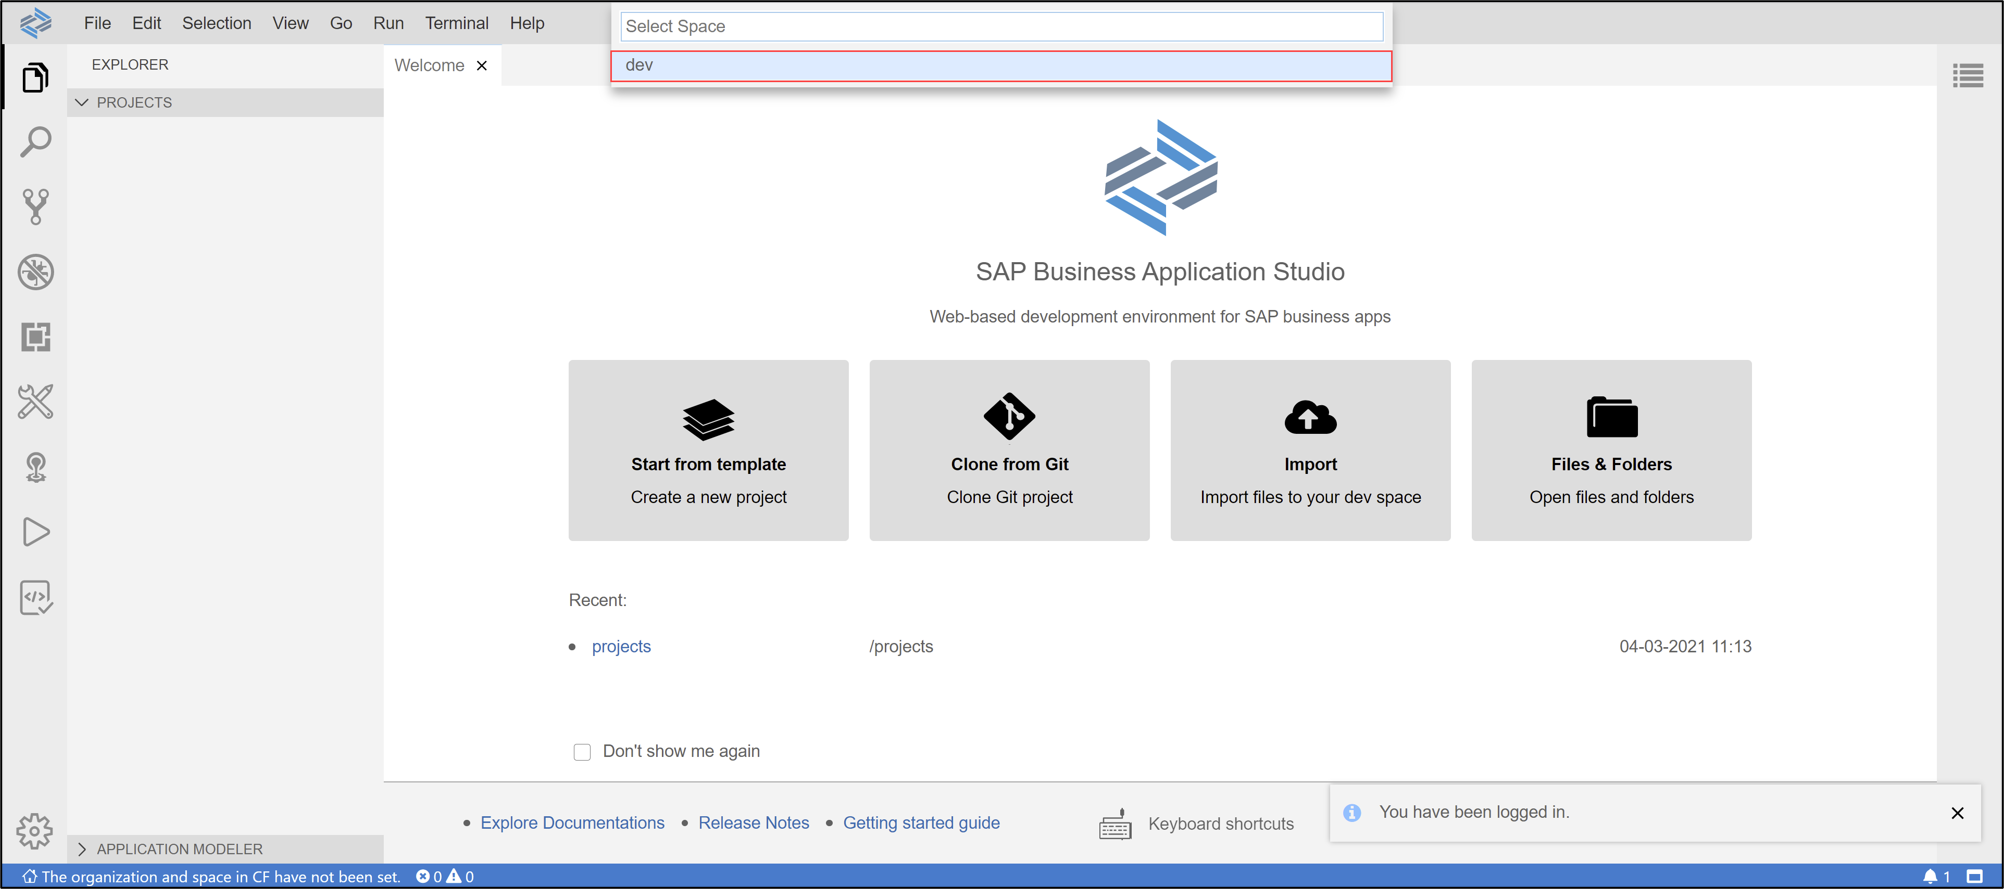 File Edit Selection View Go Run Terminal Help
Select Space
dev
EXPLORER
PROJECTS
Welcome
SAP Business Application Studio
Web-based development environment for SAP business apps
Start from template
Create a new project
Clone from Git
Clone Git project
Import
Import files to your dev space
Files & Folders
Open files and folders
Recent:
projects /projects 04-03-2021 11:13
Don't show me again
Explore Documentations Release Notes Getting started guide Keyboard shortcuts
You have been logged in.
APPLICATION MODELER
The organization and space in CF have not been set. 0 0 1